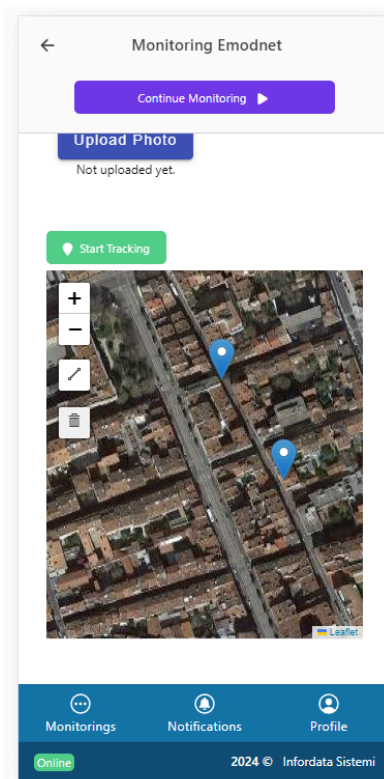 Monitoring Emodnet
Continue Monitoring
Upload Photo
Not uploaded yet.
Start Tracking
+
−
Leaflet
Monitorings Notifications Profile
Online 2024 © Infordata Sistemi